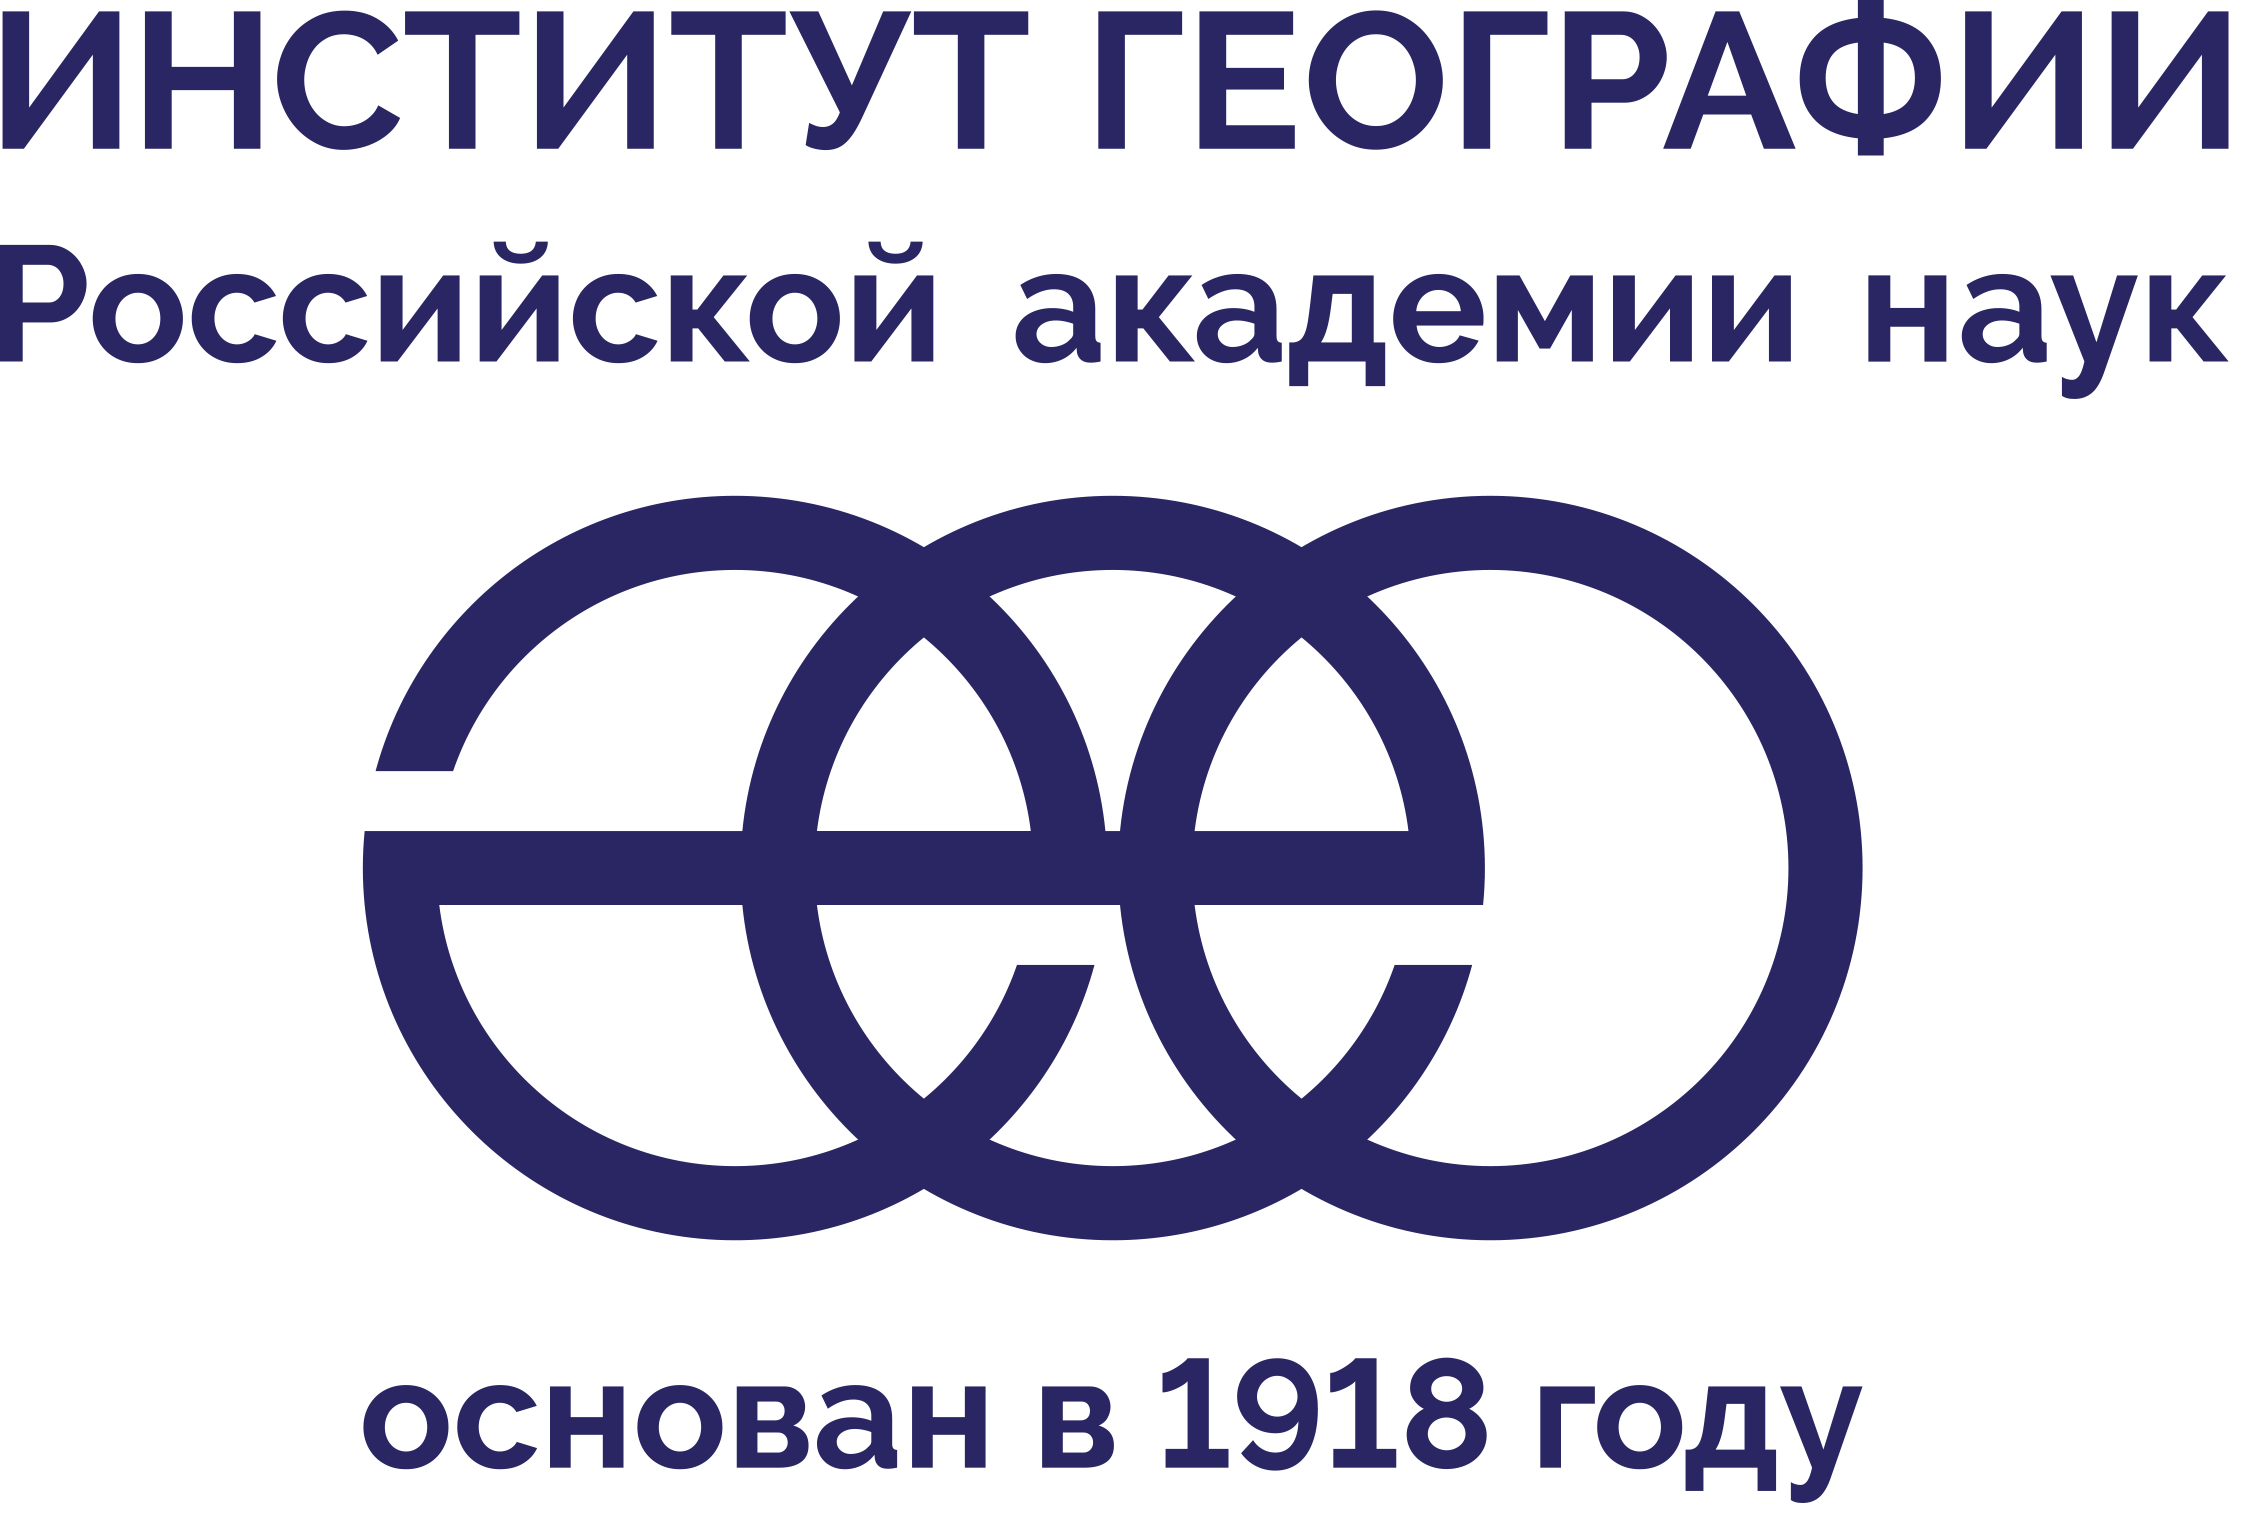 ИНСТИТУТ ГЕОГРАФИИ
Российской академии наук
основан в 1918 году